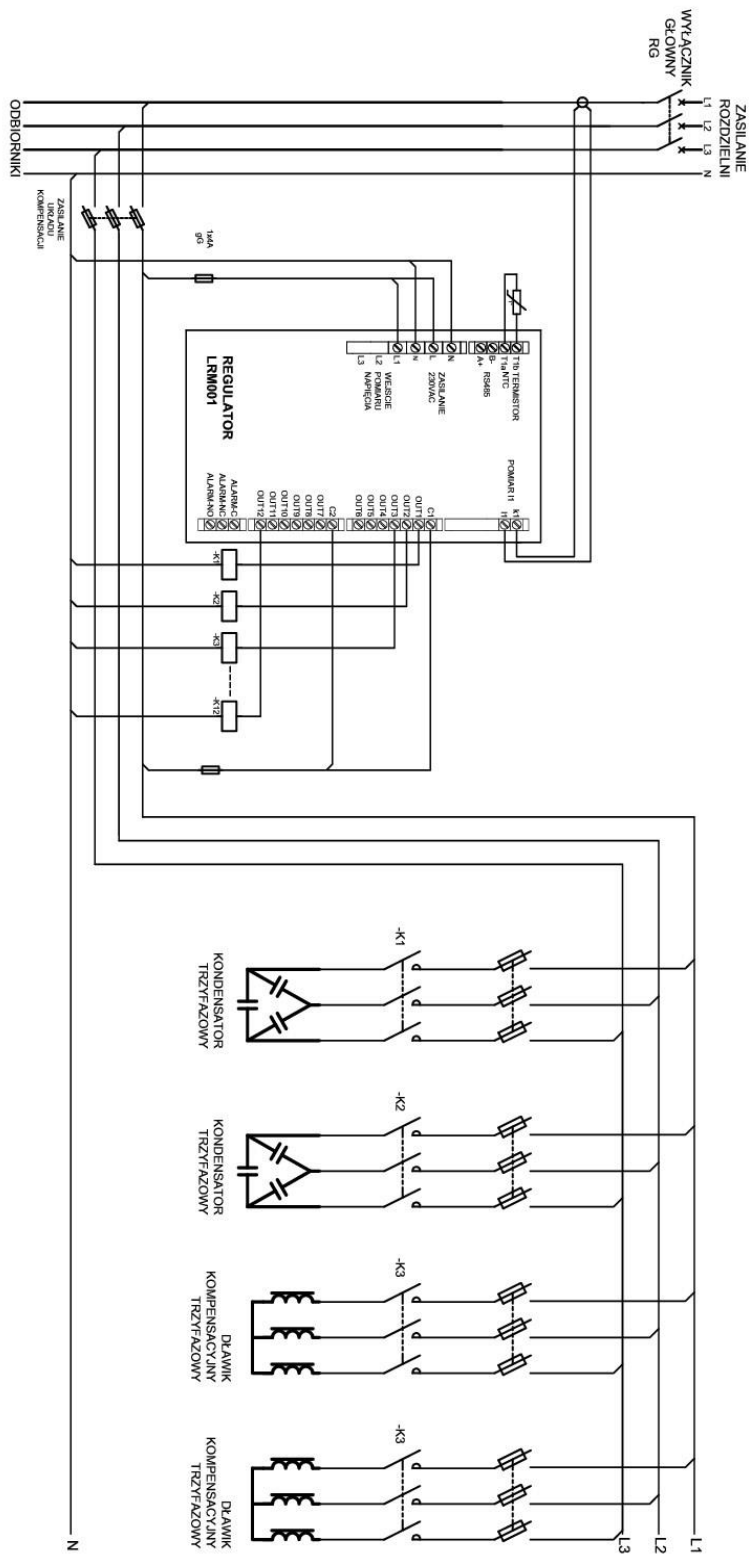 ZASILANIE
ROZDZIELNI
WYŁĄCZNIK
GŁOWNY
RG
L1
L2
L3
N
ODBIORNIKI
ZASILANIE
UKŁADU
KOMPENSACJI
1x4A
gG
T1b TERMISTOR
T1a NTC
B-
A+
RS485
N
L
ZASILANIE
230VAC
N
L1
L2
L3
WEJŚCIE
POMIARU
NAPIĘCIA
REGULATOR
LRM001
POMIAR I1
k1
l1
C1
OUT1
OUT2
OUT3
OUT4
OUT5
OUT6
C2
OUT7
OUT8
OUT9
OUT10
OUT11
OUT12
ALARM-C
ALARM-NC
ALARM-NO
-K1
-K2
-K3
-K12
-K1
KONDENSATOR
TRZYFAZOWY
-K2
KONDENSATOR
TRZYFAZOWY
-K3
DŁAWIK
KOMPENSACYJNY
TRZYFAZOWY
-K3
DŁAWIK
KOMPENSACYJNY
TRZYFAZOWY
L1
L2
L3
N